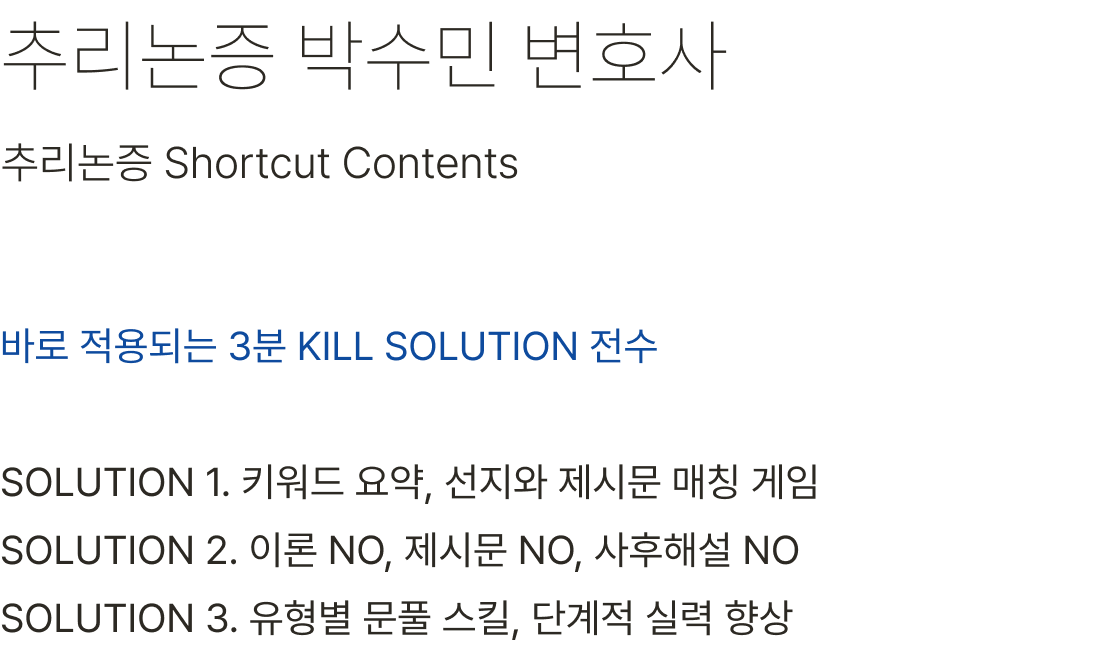 추리논증 박수민 변호사
추리논증 Shortcut Contents
바로 적용되는 3분 KILL SOLUTION 전수
SOLUTION 1. 키워드 요약, 선지와 제시문 매칭 게임
SOLUTION 2. 이론 NO, 제시문 NO, 사후해설 NO
SOLUTION 3. 유형별 문풀 스킬, 단계적 실력 향상